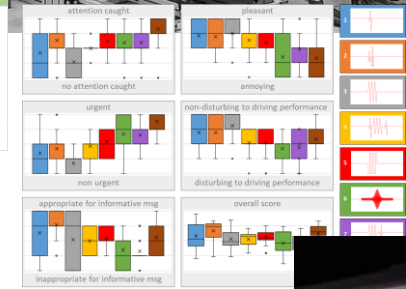 attention caught
pleasant
no attention caught
annoying
urgent
non-disturbing to driving performance
non urgent
disturbing to driving performance
appropriate for informative msg
overall score
inappropriate for informative msg
1
2
3
4
5
6
7